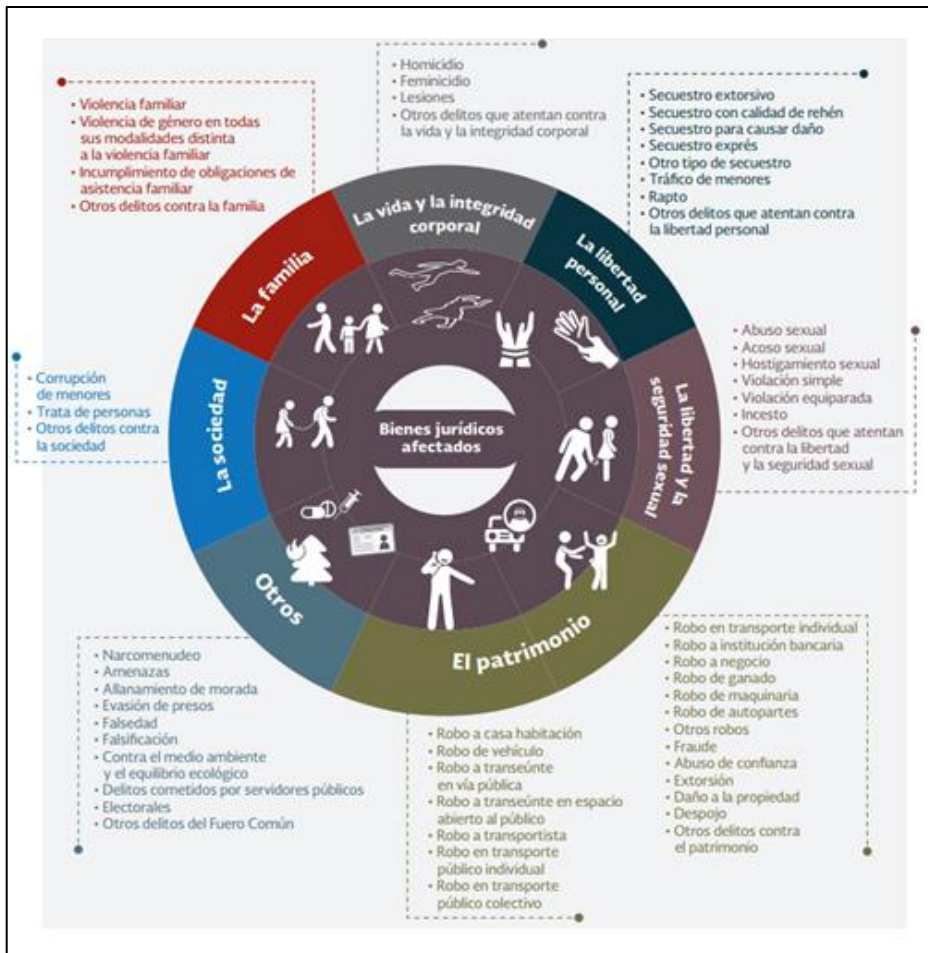 • Homicidio
• Feminicidio
• Lesiones
• Otros delitos que atentan contra
la vida y la integridad corporal
• Violencia familiar
• Violencia de género en todas
sus modalidades distinta
a la violencia familiar
• Incumplimiento de obligaciones de
asistencia familiar
• Otros delitos contra la familia
• Secuestro extorsivo
• Secuestro con calidad de rehén
• Secuestro para causar daño
• Secuestro exprés
• Otro tipo de secuestro
• Tráfico de menores
• Rapto
• Otros delitos que atentan contra
la libertad personal
La vida y la integridad
corporal
La familia
La libertad
personal
• Abuso sexual
• Acoso sexual
• Hostigamiento sexual
• Violación simple
• Violación equiparada
• Incesto
• Otros delitos que atentan
contra la libertad
y la seguridad sexual
• Corrupción
de menores
• Trata de personas
• Otros delitos contra
la sociedad
La sociedad
Bienes jurídicos
afectados
La libertad y la
seguridad sexual
Otros
El patrimonio
• Narcomenudeo
• Amenazas
• Allanamiento de morada
• Evasión de presos
• Falsedad
• Falsificación
• Contra el medio ambiente
y el equilibrio ecológico
• Delitos cometidos por servidores públicos
• Electorales
• Otros delitos del Fuero Común
• Robo a casa habitación
• Robo de vehículo
• Robo a transeúnte
en vía pública
• Robo a transeúnte en espacio
abierto al público
• Robo a transportista
• Robo en transporte
público individual
• Robo en transporte
público colectivo
• Robo en transporte individual
• Robo a institución bancaria
• Robo a negocio
• Robo de ganado
• Robo de maquinaria
• Robo de autopartes
• Otros robos
• Fraude
• Abuso de confianza
• Extorsión
• Daño a la propiedad
• Despojo
• Otros delitos contra
el patrimonio